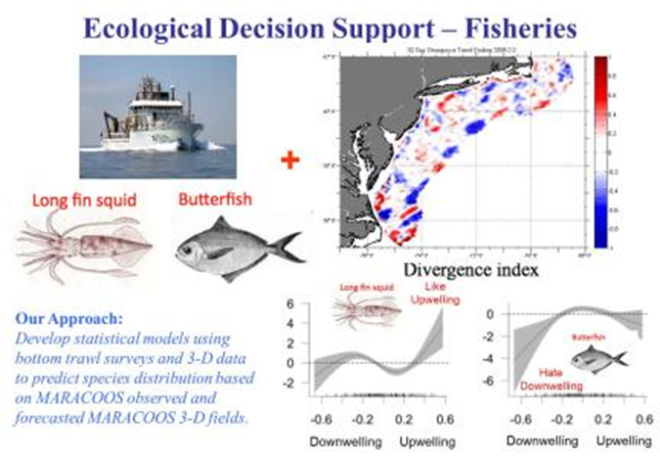 Ecological Decision Support – Fisheries
+
Long fin squid
Butterfish
Divergence index
Our Approach:
Develop statistical models using
bottom trawl surveys and 3-D data
to predict species distribution based
on MARACOOS observed and
forecasted MARACOOS 3-D fields.
Long fin squid
Like
Upwelling
6
4
2
0
-2
-0.6 -0.2 0.2 0.6
Downwelling Upwelling
0
-2
-4
-6
Butterfish
Hate
Downwelling
-0.6 -0.2 0.2 0.6
Downwelling Upwelling